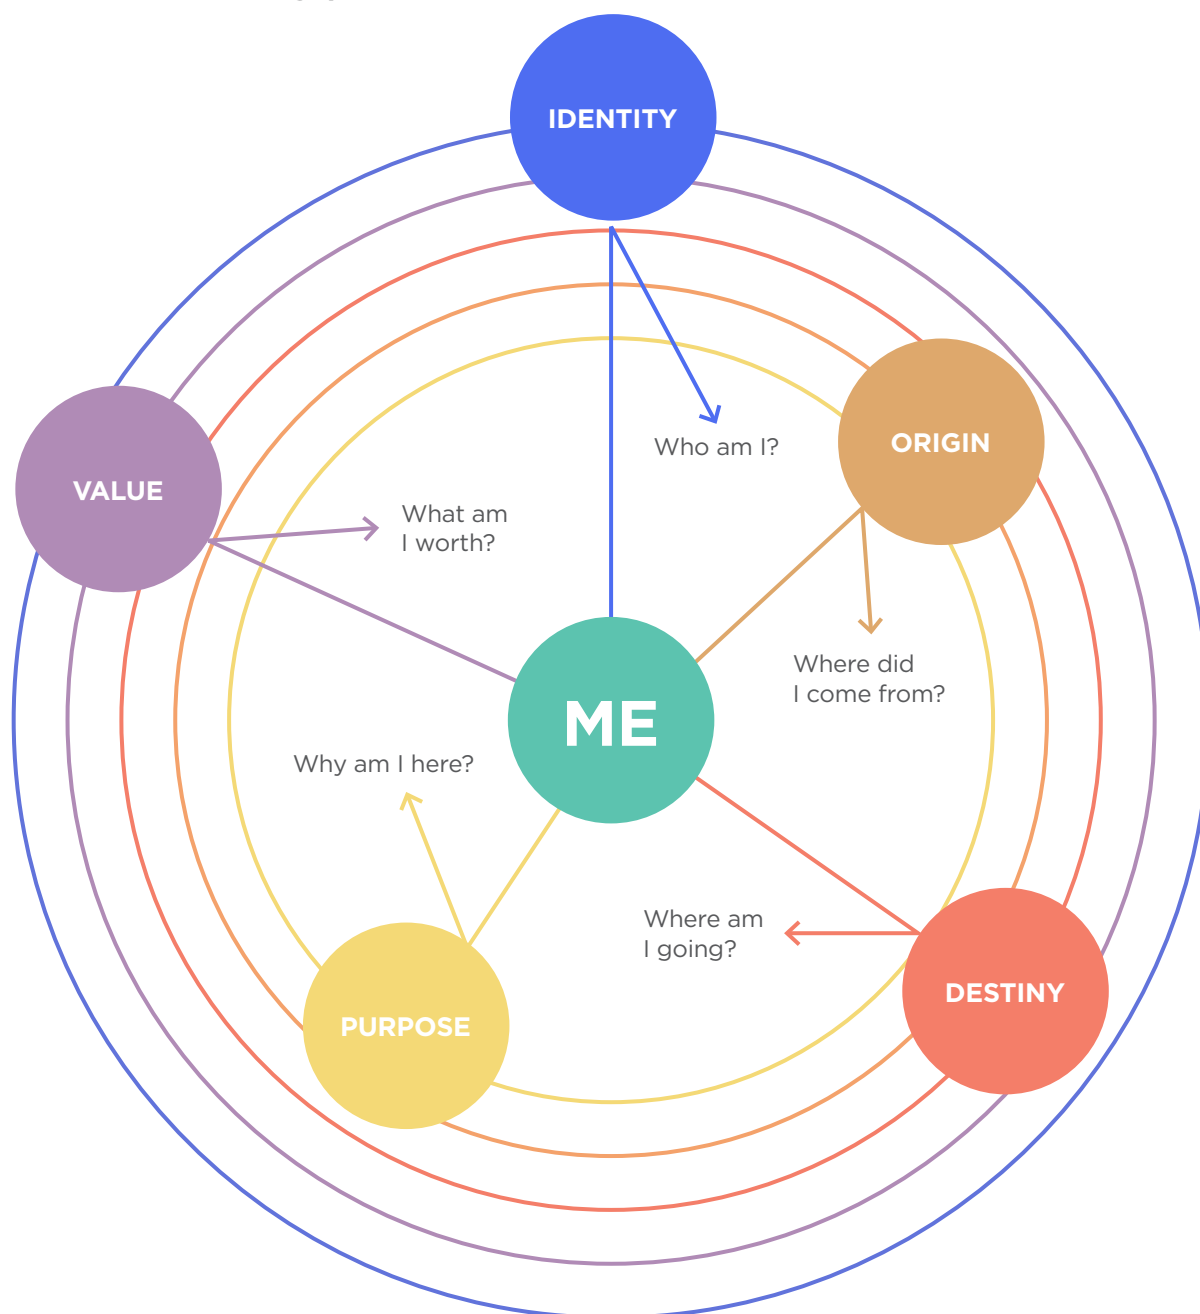 IDENTITY
Who am I?
ORIGIN
VALUE
What am
I worth?
Where did
I come from?
ME
Why am I here?
Where am
I going?
DESTINY
PURPOSE